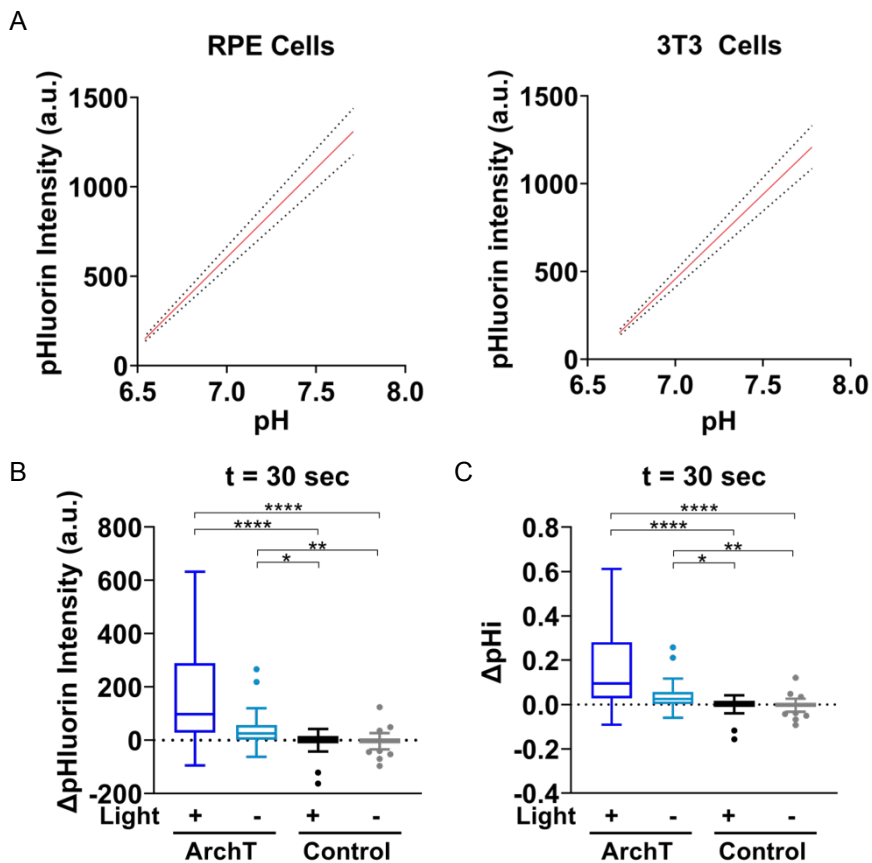 A
RPE Cells
pHluorin Intensity (a.u.)
1500
1000
500
0
6.5 7.0 7.5 8.0
pH
3T3 Cells
pHluorin intensity (a.u.)
1500
1000
500
0
6.5 7.0 7.5 8.0
pH
B
t = 30 sec
ΔpHluorin Intensity (a.u.)
****
****
**
*
800
600
400
200
0
-200
Light + - + -
ArchT Control
C
t = 30 sec
ΔpHi
****
****
**
*
0.8
0.6
0.4
0.2
0.0
-0.2
-0.4
Light + - + -
ArchT Control